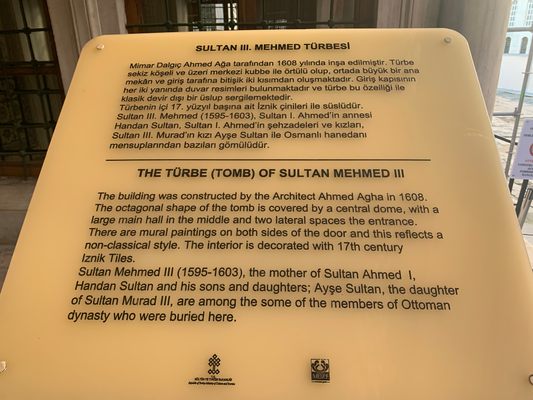 SULTAN III. MEHMED TÜRBESİ
Mimar Dalgıç Ahmed Ağa tarafından 1608 yılında inşa edilmiştir. Türbe
sekiz köşeli ve üzeri merkezi kubbe ile örtülü olup, ortada büyük bir ana
mekân ve giriş tarafına bitişik iki kısımdan oluşmaktadır. Giriş kapısının
her iki yanında duvar resimleri bulunmaktadır ve türbe bu özelliği ile
klasik devir dışı bir üslup sergilemektedir.
Türbenin içi 17. yüzyıl başına ait İznik çinileri ile süslüdür.
Sultan III. Mehmed (1595-1603), Sultan I. Ahmed'in annesi
Handan Sultan, Sultan I. Ahmed'in şehzadeleri ve kızları,
Sultan III. Murad'ın kızı Ayşe Sultan ile Osmanlı hanedanı
mensuplarından bazıları gömülüdür.
THE TÜRBE (TOMB) OF SULTAN MEHMED III
The building was constructed by the Architect Ahmed Agha in 1608.
The octagonal shape of the tomb is covered by a central dome, with a
large main hall in the middle and two lateral spaces the entrance.
There are mural paintings on both sides of the door and this reflects a
non-classical style. The interior is decorated with 17th century
Iznik Tiles.
Sultan Mehmed III (1595-1603), the mother of Sultan Ahmed I,
Handan Sultan and his sons and daughters; Ayşe Sultan, the daughter
of Sultan Murad III, are among the some of the members of Ottoman
dynasty who were buried here.